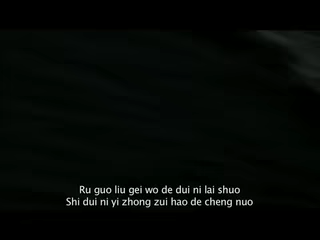 Ru guo liu gei wo de dui ni lai shuo
Shi dui ni yi zhong zui hao de cheng nuo